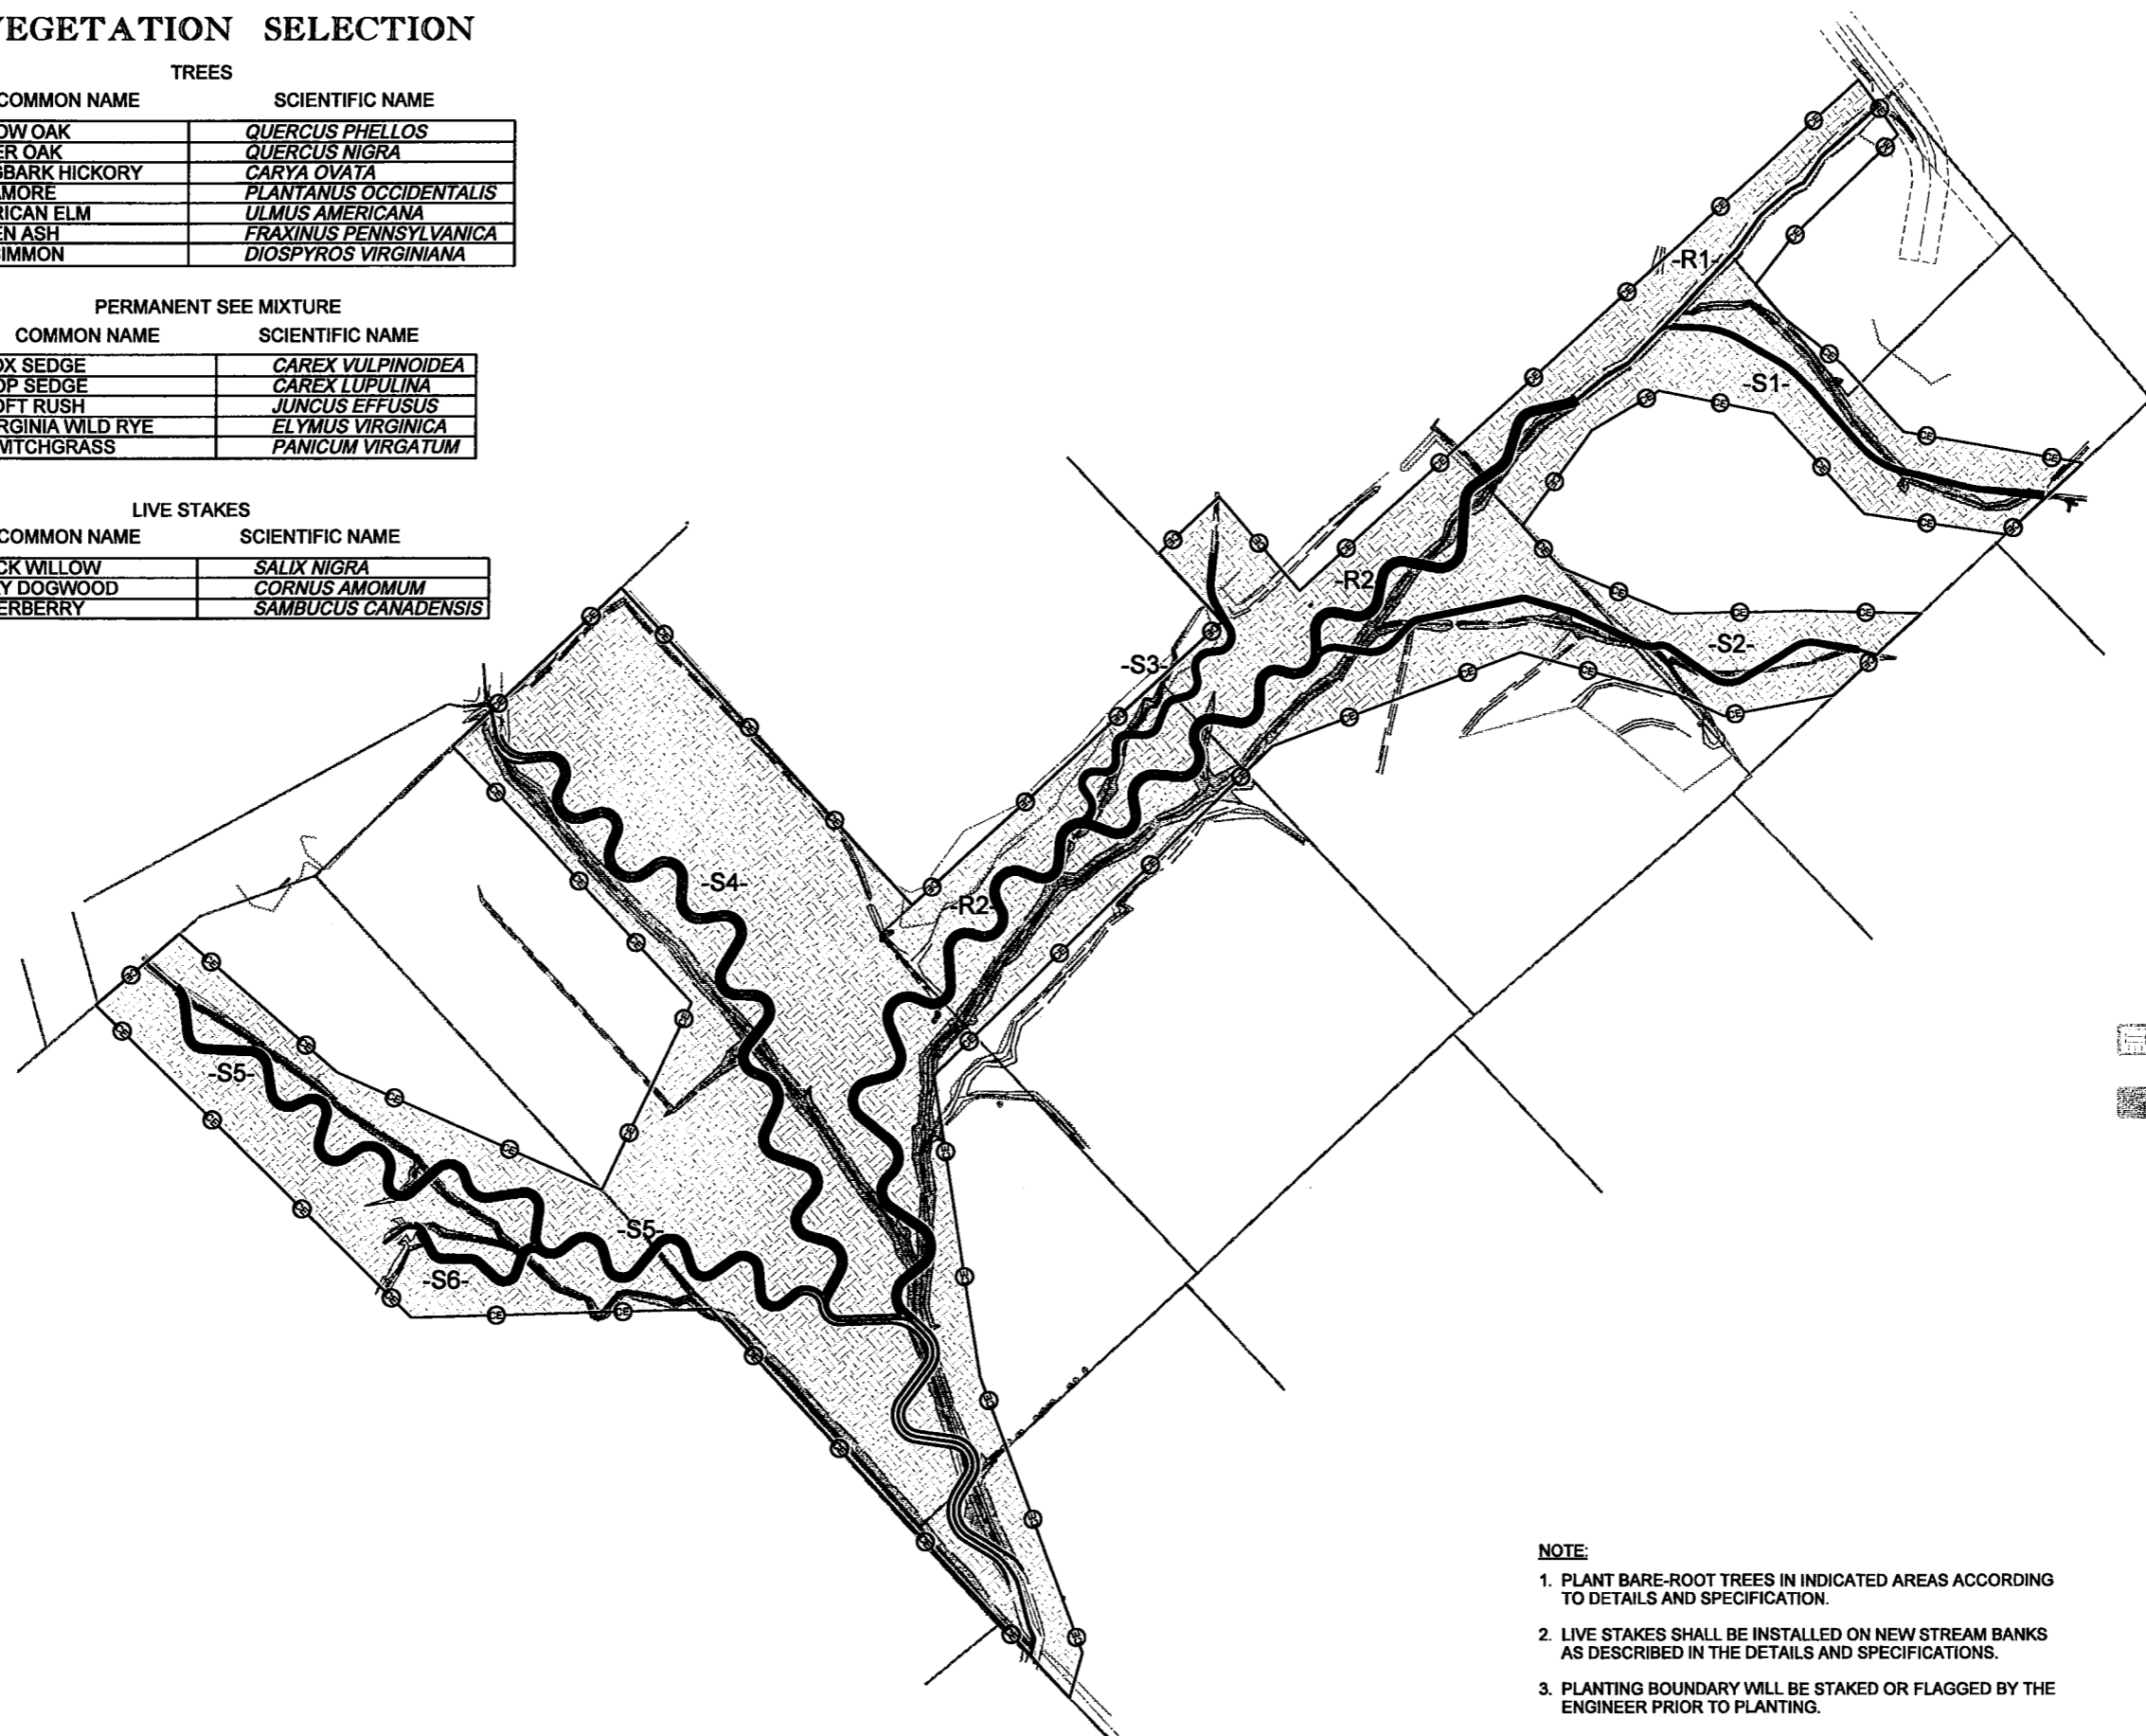 VEGETATION SELECTION
TREES
COMMON NAME SCIENTIFIC NAME
OW OAK QUERCUS PHELLOS
ER OAK QUERCUS NIGRA
GBARK HICKORY CARYA OVATA
AMORE PLANTANUS OCCIDENTALIS
RICAN ELM ULMUS AMERICANA
EN ASH FRAXINUS PENNSYLVANICA
SIMMON DIOSPYROS VIRGINIANA
PERMANENT SEE MIXTURE
COMMON NAME SCIENTIFIC NAME
OX SEDGE CAREX VULPINOIDEA
OP SEDGE CAREX LUPULINA
OFT RUSH JUNCUS EFFUSUS
RGINIA WILD RYE ELYMUS VIRGINICA
WITCHGRASS PANICUM VIRGATUM
LIVE STAKES
COMMON NAME SCIENTIFIC NAME
CK WILLOW SALIX NIGRA
Y DOGWOOD CORNUS AMOMUM
ERBERRY SAMBUCUS CANADENSIS
-R1-
-S1-
-R2-
-S2-
-S3-
-S4-
-R2-
-S5-
-S5-
-S6-
NOTE:
1. PLANT BARE-ROOT TREES IN INDICATED AREAS ACCORDING
TO DETAILS AND SPECIFICATION.
2. LIVE STAKES SHALL BE INSTALLED ON NEW STREAM BANKS
AS DESCRIBED IN THE DETAILS AND SPECIFICATIONS.
3. PLANTING BOUNDARY WILL BE STAKED OR FLAGGED BY THE
ENGINEER PRIOR TO PLANTING.